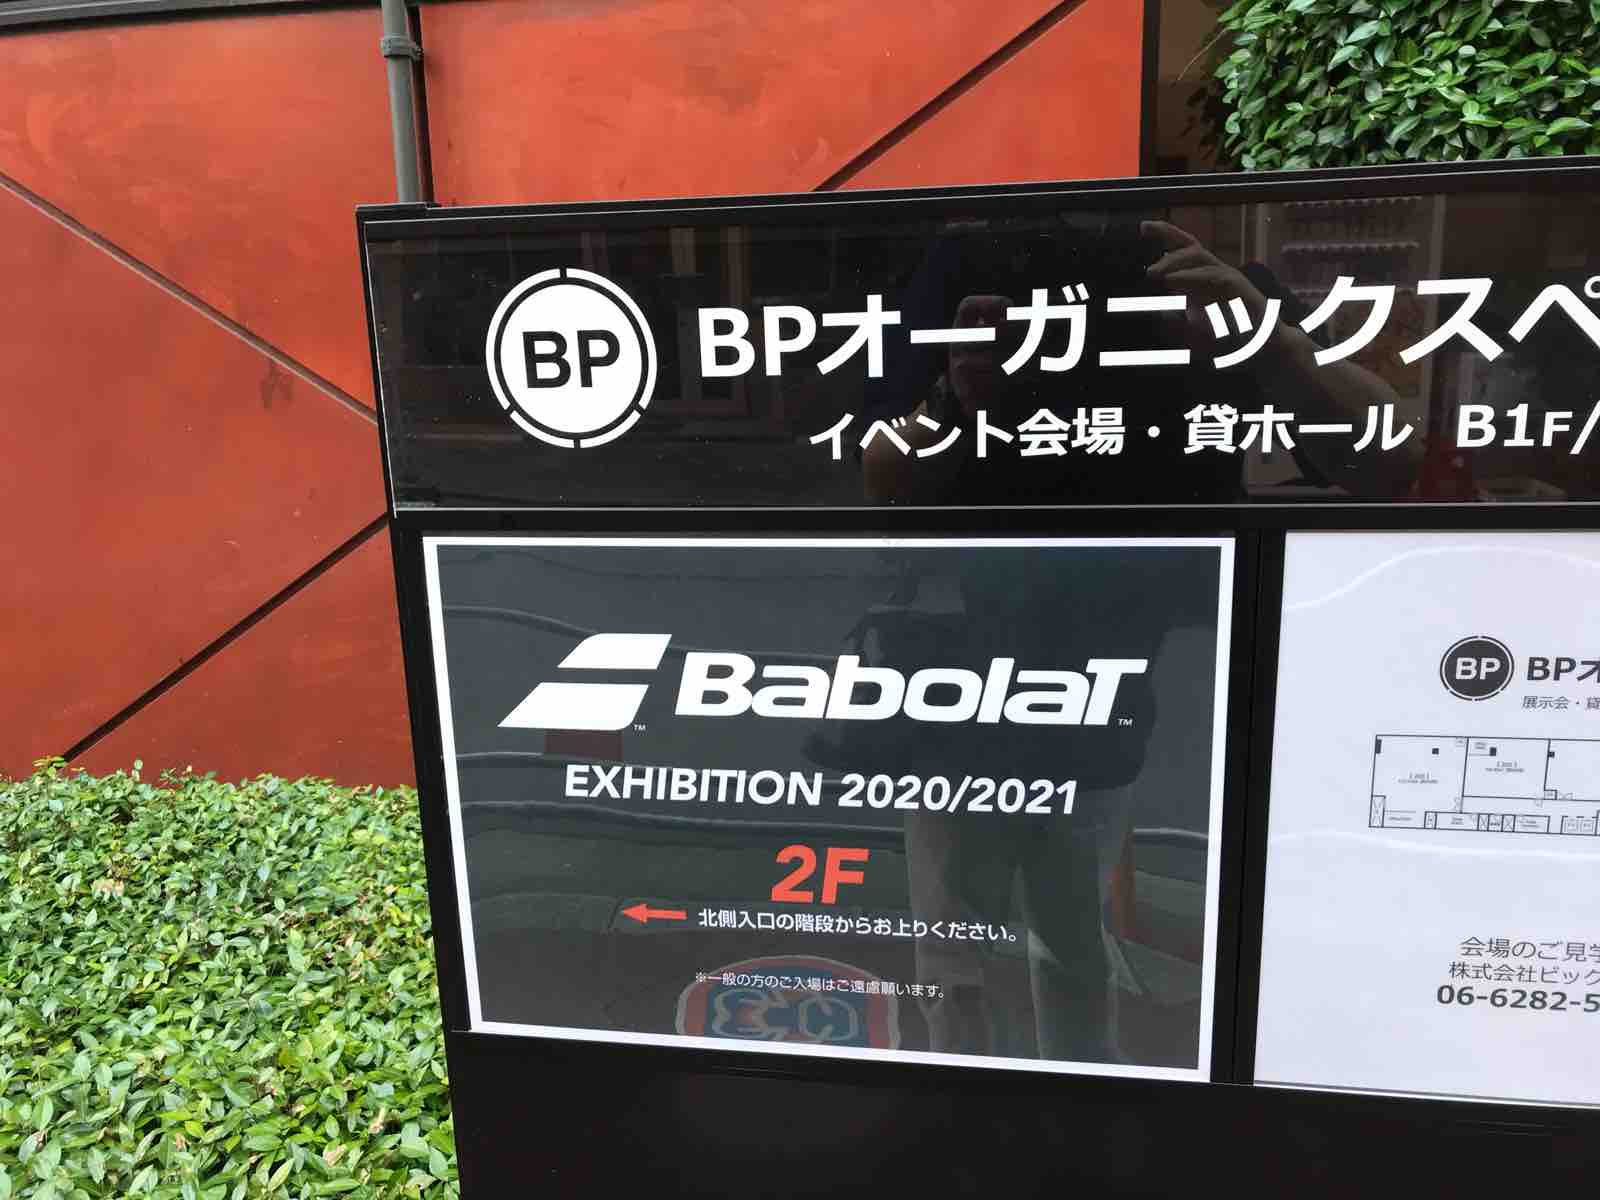 BP
BPオーガニックスペ
イベント会場・貸ホール B1F/
Babolat
EXHIBITION 2020/2021
2F
北側入口の階段からお上りください。
※一般の方のご入場はご遠慮願います。
BP
BPオ
展示会・貸
会場のご見学
株式会社ビック
06-6282-5